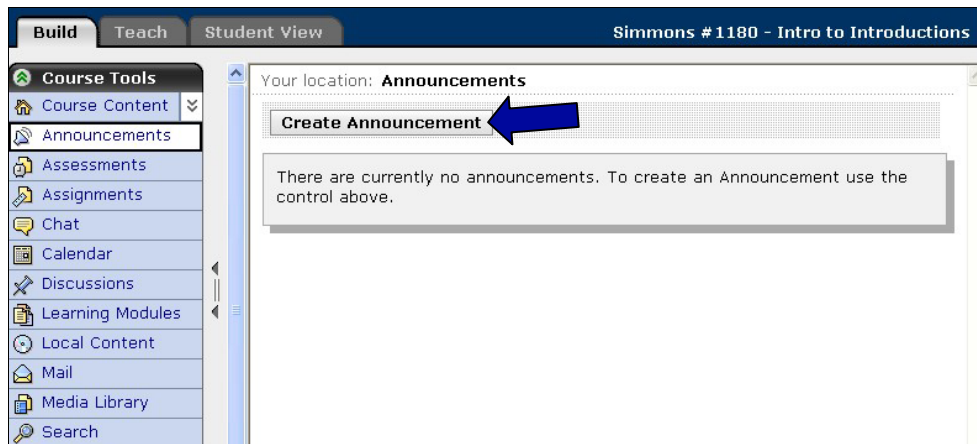 Build Teach Student View Simmons #1180 - Intro to Introductions
Course Tools
Course Content
Announcements
Assessments
Assignments
Chat
Calendar
Discussions
Learning Modules
Local Content
Mail
Media Library
Search
Your location: Announcements
Create Announcement
There are currently no announcements. To create an Announcement use the
control above.